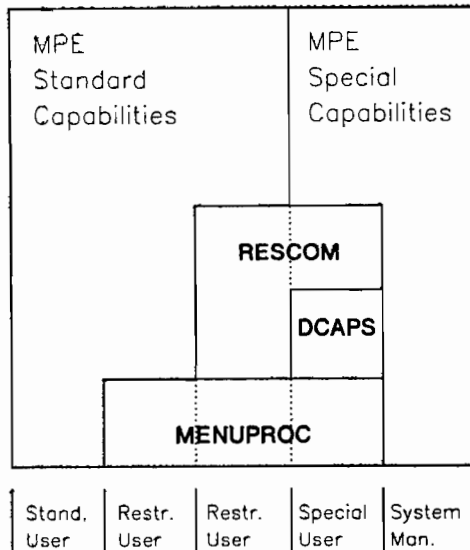 MPE
Standard
Capabilities
MPE
Special
Capabilities
RESCOM
DCAPS
MENUPROC
Stand. User
Restr. User
Restr. User
Special User
System Man.